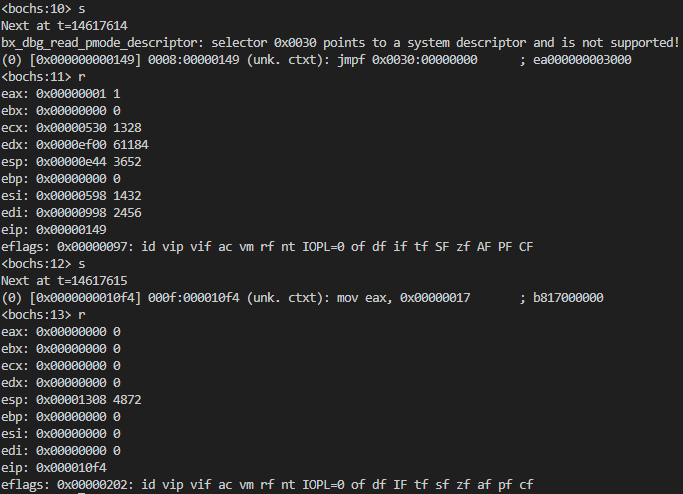 <bochs:10> s
Next at t=14617614
bx_dbg_read_pmode_descriptor: selector 0x0030 points to a system descriptor and is not supported!
(0) [0x000000000149] 0008:00000149 (unk. ctxt): jmpf 0x0030:00000000      ; ea000000003000
<bochs:11> r
eax: 0x00000001 1
ebx: 0x00000000 0
ecx: 0x00000530 1328
edx: 0x0000ef00 61184
esp: 0x00000e44 3652
ebp: 0x00000000 0
esi: 0x00000598 1432
edi: 0x00000998 2456
eip: 0x00000149
eflags: 0x00000097: id vip vif ac vm rf nt IOPL=0 of df if tf SF zf AF PF CF
<bochs:12> s
Next at t=14617615
(0) [0x0000000010f4] 000f:000010f4 (unk. ctxt): mov eax, 0x00000017       ; b817000000
<bochs:13> r
eax: 0x00000000 0
ebx: 0x00000000 0
ecx: 0x00000000 0
edx: 0x00000000 0
esp: 0x00001308 4872
ebp: 0x00000000 0
esi: 0x00000000 0
edi: 0x00000000 0
eip: 0x000010f4
eflags: 0x00000202: id vip vif ac vm rf nt IOPL=0 of df IF tf sf zf af pf cf